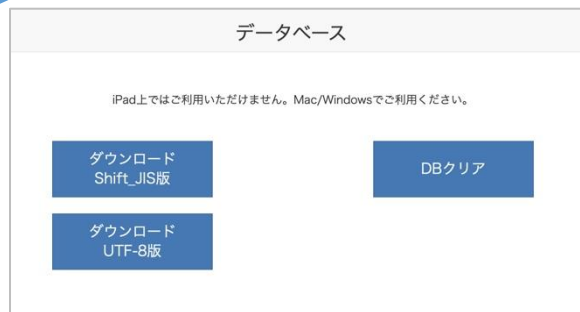 データベース
iPad上ではご利用いただけません。Mac/Windowsでご利用ください。
ダウンロード
Shift_JIS版
DBクリア
ダウンロード
UTF-8版